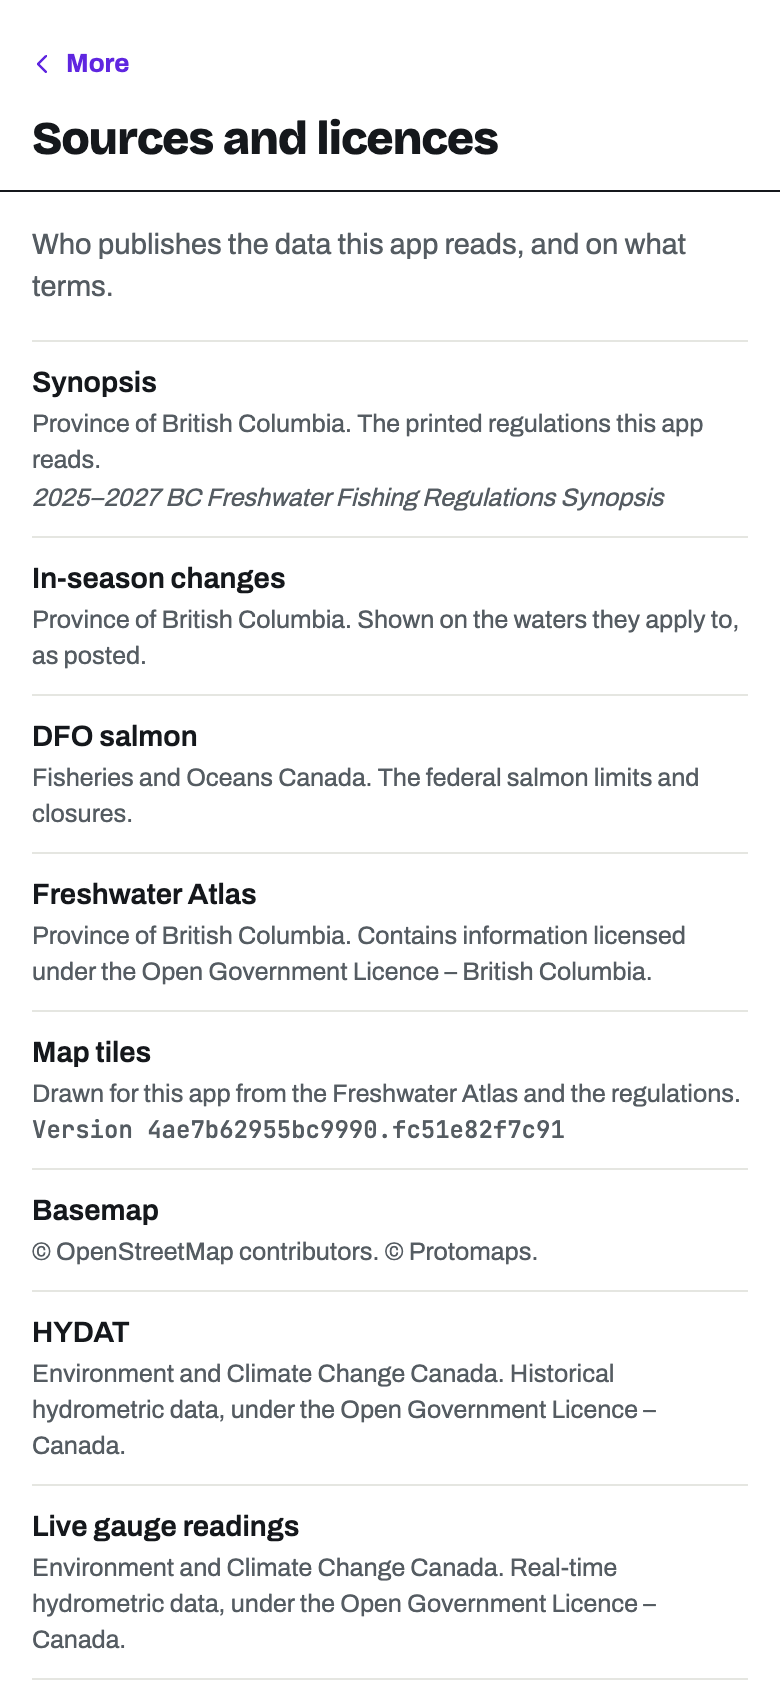 More
Sources and licences
Who publishes the data this app reads, and on what
terms.
Synopsis
Province of British Columbia. The printed regulations this app
reads.
2025–2027 BC Freshwater Fishing Regulations Synopsis
In-season changes
Province of British Columbia. Shown on the waters they apply to,
as posted.
DFO salmon
Fisheries and Oceans Canada. The federal salmon limits and
closures.
Freshwater Atlas
Province of British Columbia. Contains information licensed
under the Open Government Licence – British Columbia.
Map tiles
Drawn for this app from the Freshwater Atlas and the regulations.
Version 4ae7b62955bc9990.fc51e82f7c91
Basemap
© OpenStreetMap contributors. © Protomaps.
HYDAT
Environment and Climate Change Canada. Historical
hydrometric data, under the Open Government Licence –
Canada.
Live gauge readings
Environment and Climate Change Canada. Real-time
hydrometric data, under the Open Government Licence –
Canada.